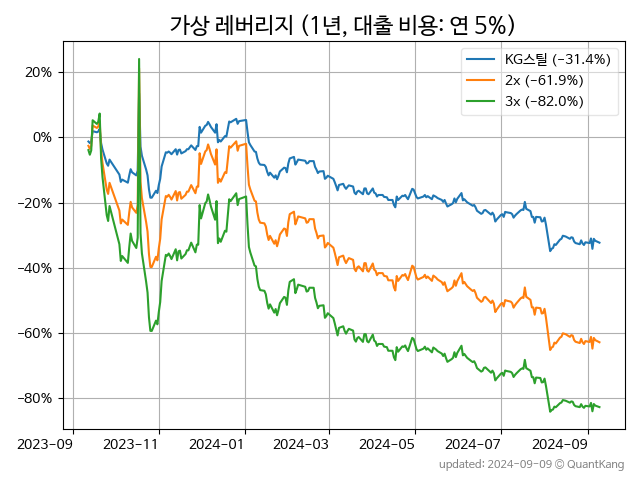 가상 레버리지 (1년, 대출 비용: 연 5%)
KG스틸 (-31.4%)
2x (-61.9%)
3x (-82.0%)
20%
0%
-20%
-40%
-60%
-80%
2023-09 2023-11 2024-01 2024-03 2024-05 2024-07 2024-09
updated: 2024-09-09 © QuantKang